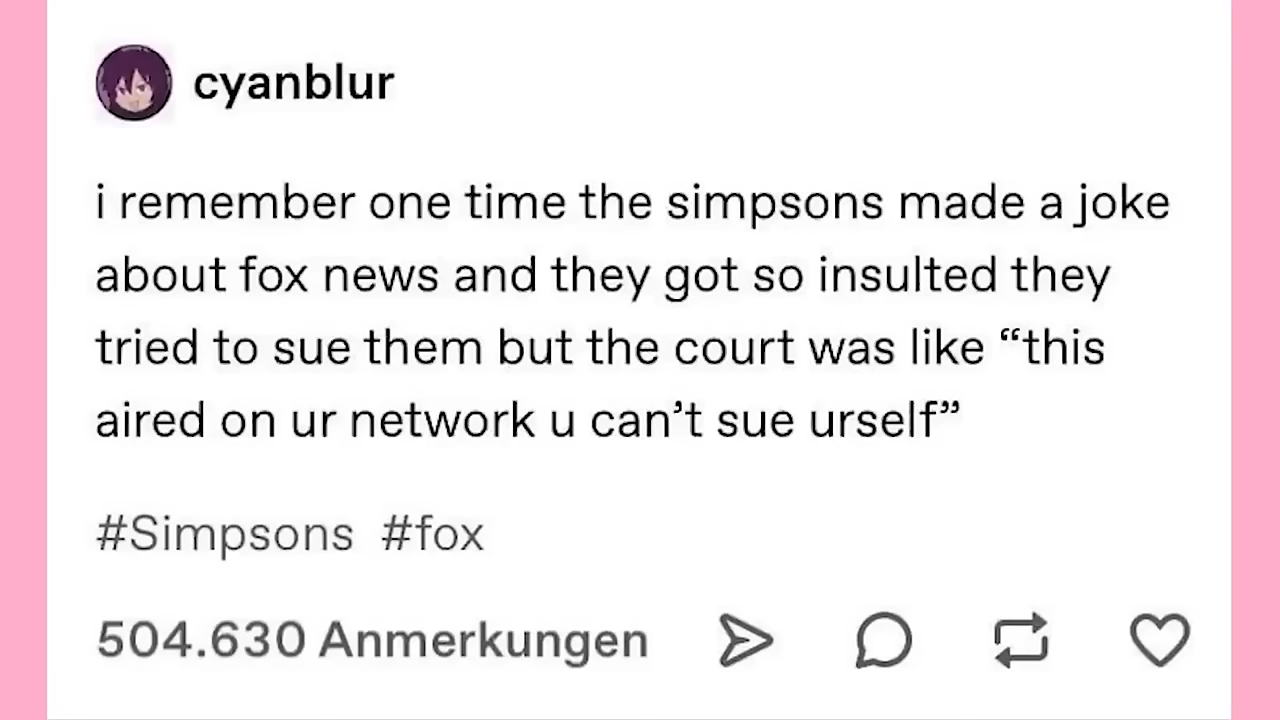 cyanblur
i remember one time the simpsons made a joke
about fox news and they got so insulted they
tried to sue them but the court was like “this
aired on ur network u can’t sue urself”
#Simpsons #fox
504.630 Anmerkungen